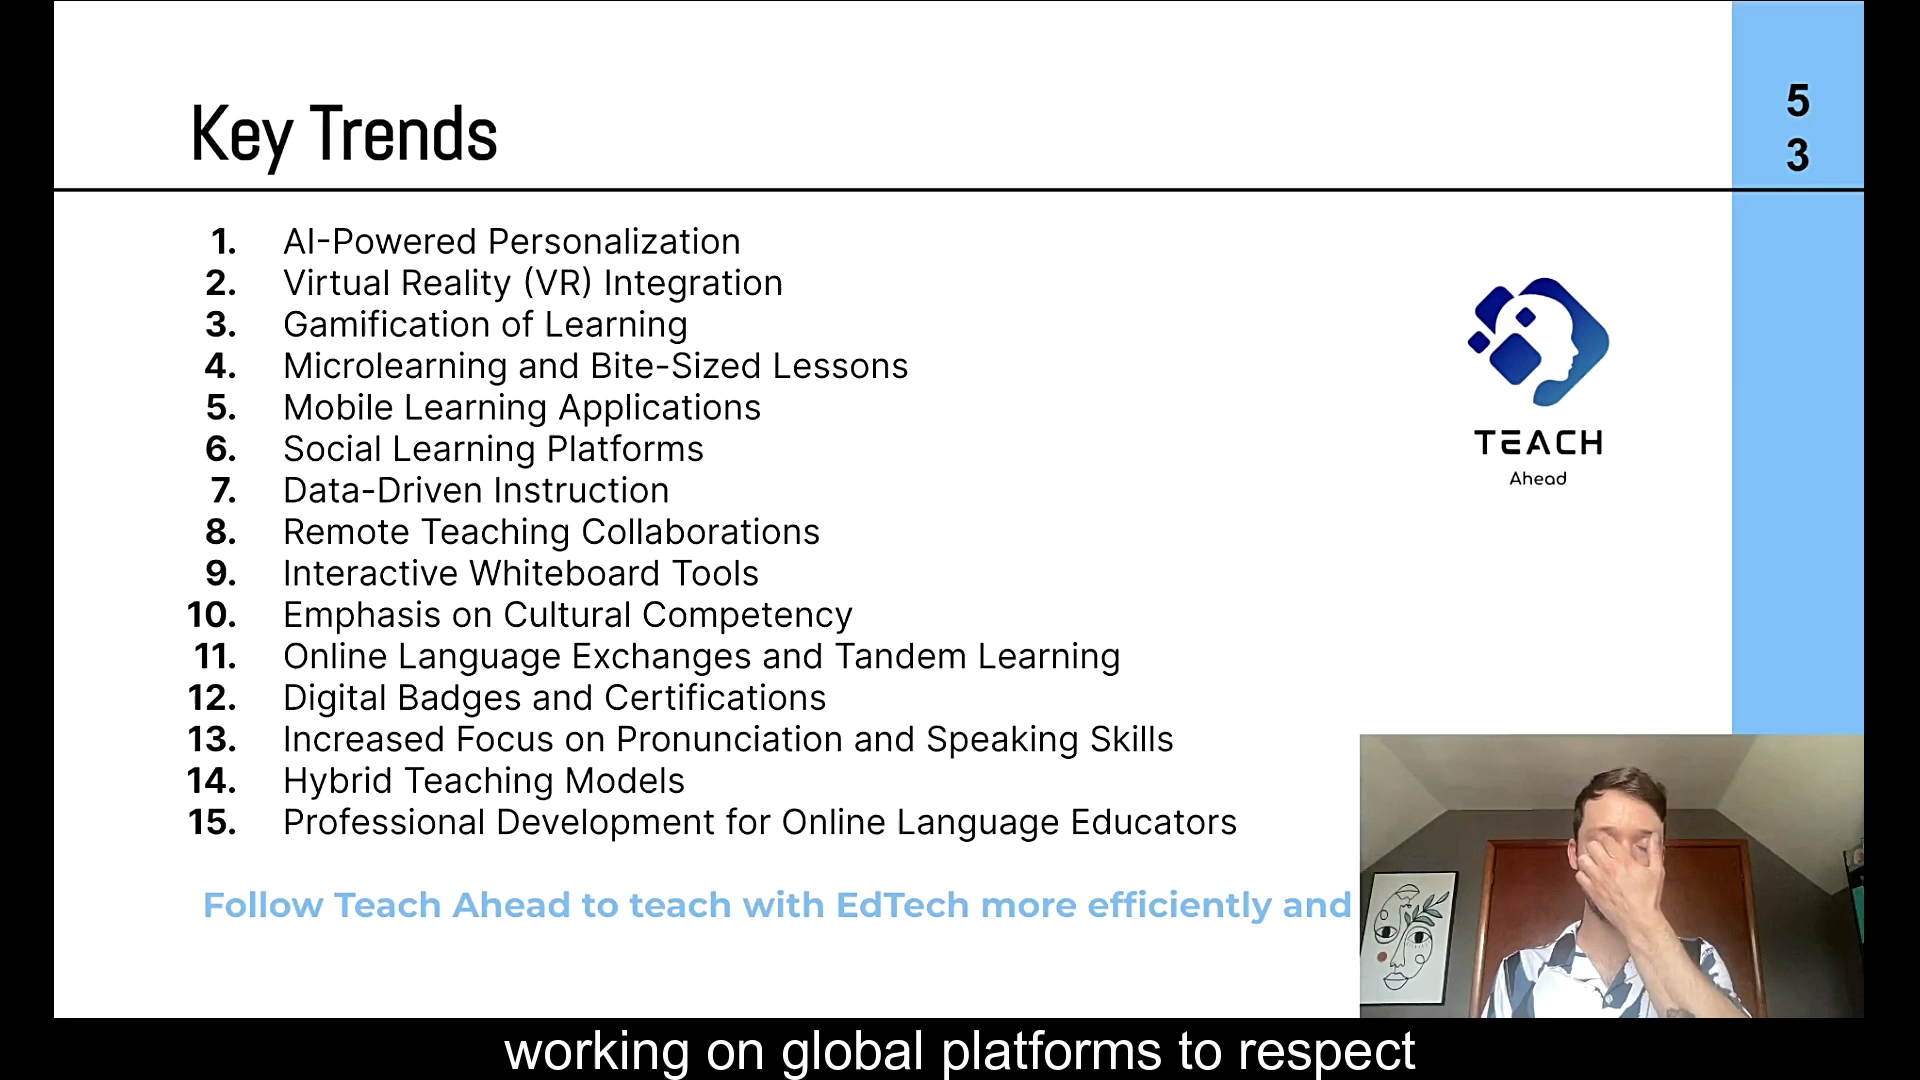 Key Trends
5
3
1. AI-Powered Personalization
2. Virtual Reality (VR) Integration
3. Gamification of Learning
4. Microlearning and Bite-Sized Lessons
5. Mobile Learning Applications
6. Social Learning Platforms
7. Data-Driven Instruction
8. Remote Teaching Collaborations
9. Interactive Whiteboard Tools
10. Emphasis on Cultural Competency
11. Online Language Exchanges and Tandem Learning
12. Digital Badges and Certifications
13. Increased Focus on Pronunciation and Speaking Skills
14. Hybrid Teaching Models
15. Professional Development for Online Language Educators
TEACH
Ahead
Follow Teach Ahead to teach with EdTech more efficiently and
working on global platforms to respect